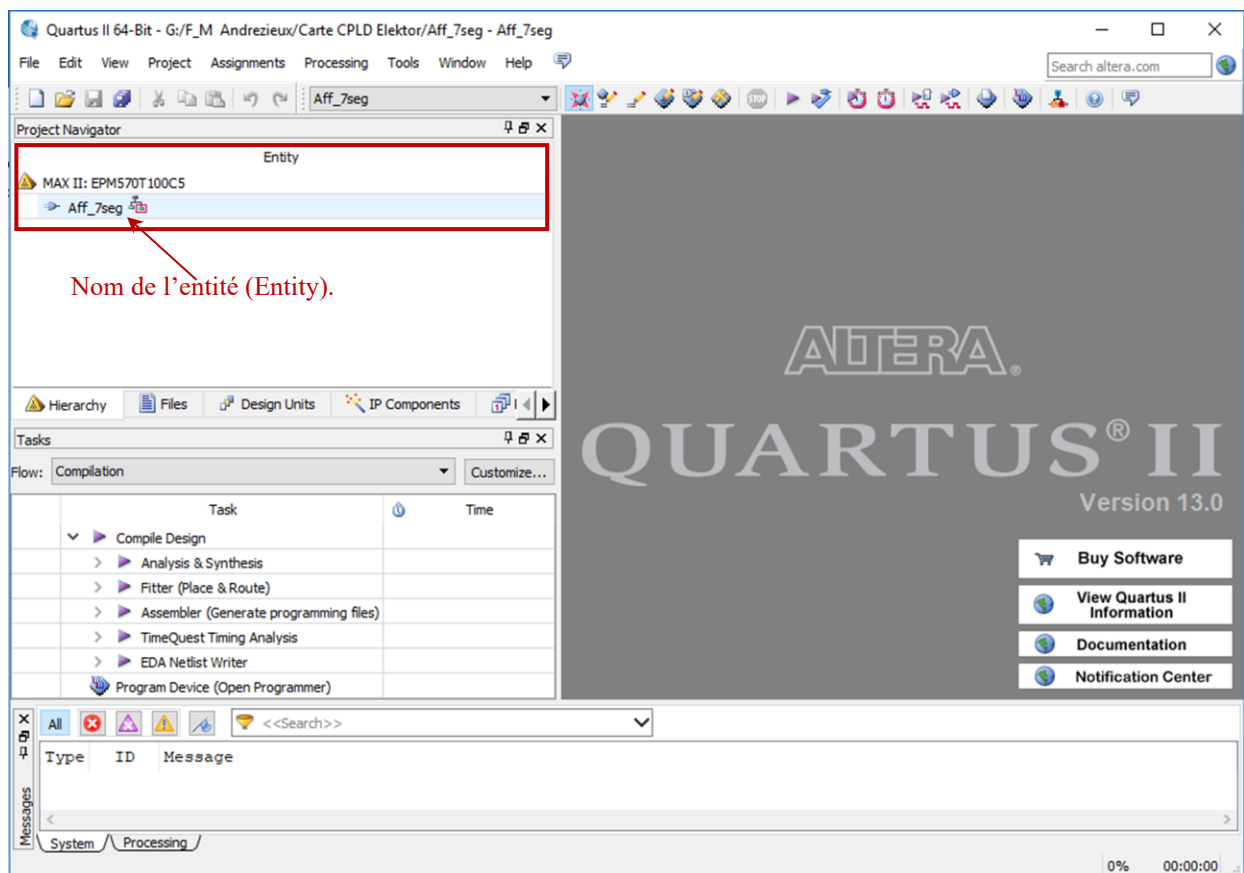 Quartus II 64-Bit - G:/F_M Andrezieux/Carte CPLD Elektor/Aff_7seg - Aff_7seg
File Edit View Project Assignments Processing Tools Window Help
Search altera.com
Aff_7seg
STOP
Project Navigator
Entity
MAX II: EPM570T100C5
Aff_7seg
Nom de l’entité (Entity).
Hierarchy Files Design Units IP Components
Tasks
Flow: Compilation Customize...
Task Time
Compile Design
Analysis & Synthesis
Fitter (Place & Route)
Assembler (Generate programming files)
TimeQuest Timing Analysis
EDA Netlist Writer
Program Device (Open Programmer)
ALTERA®
QUARTUS® II
Version 13.0
Buy Software
View Quartus II
Information
Documentation
Notification Center
All <<Search>>
Type ID Message
Messages
System Processing
0% 00:00:00